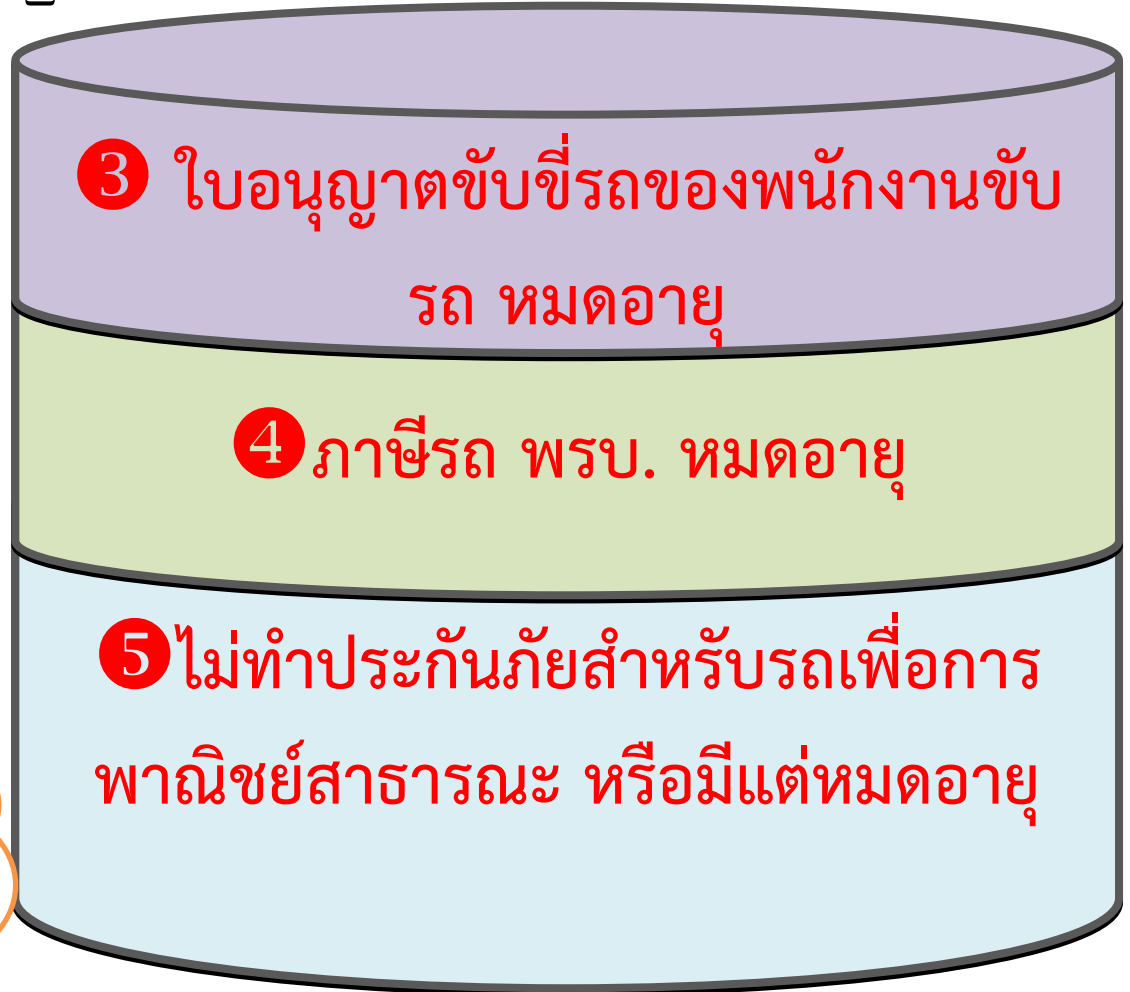 ❸ ใบอนุญาตขับขี่รถของพนักงานขับ
รถ หมดอายุ
❹ภาษีรถ พรบ. หมดอายุ
❺ไม่ทำประกันภัยสำหรับรถเพื่อการ
พาณิชย์สาธารณะ หรือมีแต่หมดอายุ